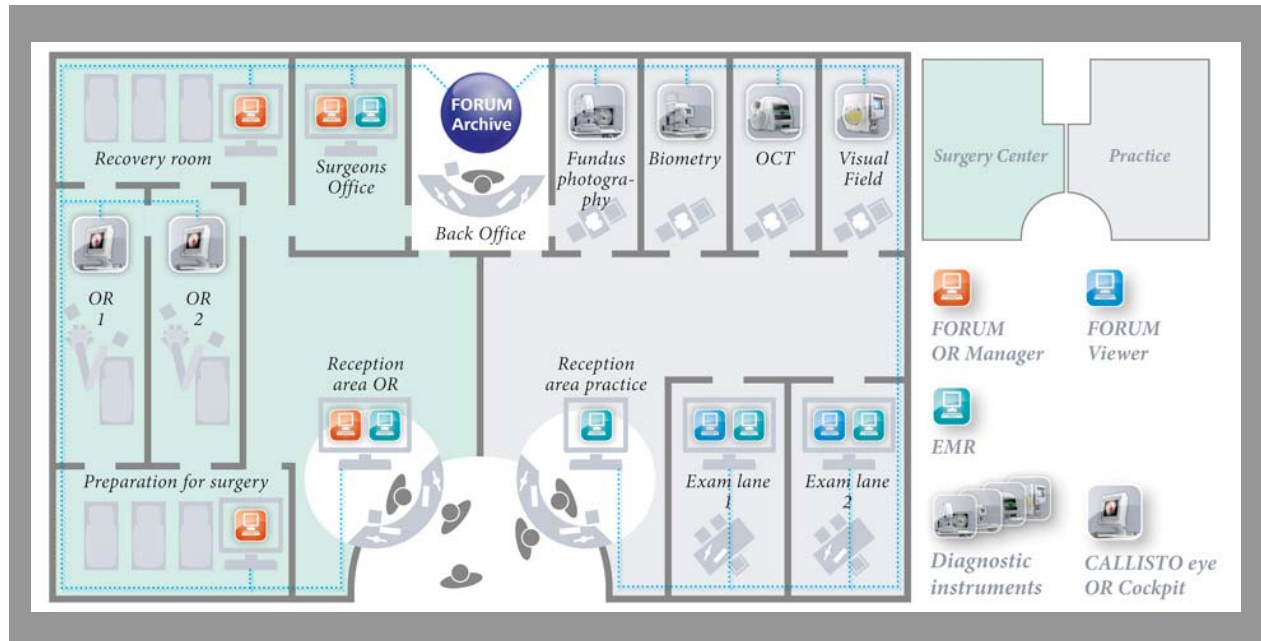 FORUM
Archive
Recovery room
Surgeons
Office
Back Office
Fundus
photogra-
phy
Biometry
OCT
Visual
Field
OR
1
OR
2
Reception
area OR
Reception
area practice
Preparation for surgery
Exam lane
1
Exam lane
2
Surgery Center
Practice
FORUM
OR Manager
FORUM
Viewer
EMR
Diagnostic
instruments
CALLISTO eye
OR Cockpit